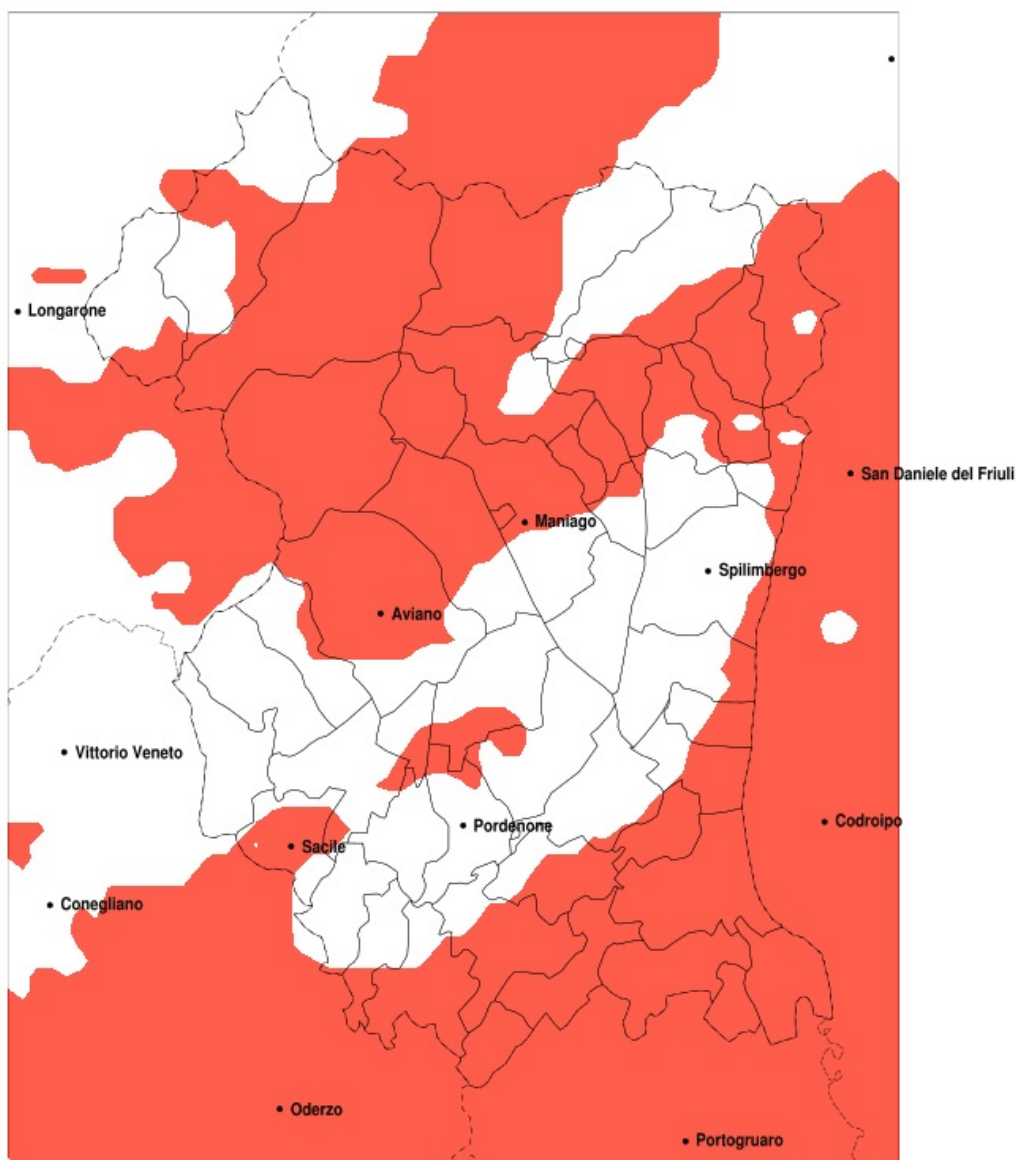 Longarone
San Daniele del Friuli
Maniago
Spilimbergo
Aviano
Vittorio Veneto
Codroipo
Pordenone
Sacile
Conegliano
Oderzo
Portogruaro